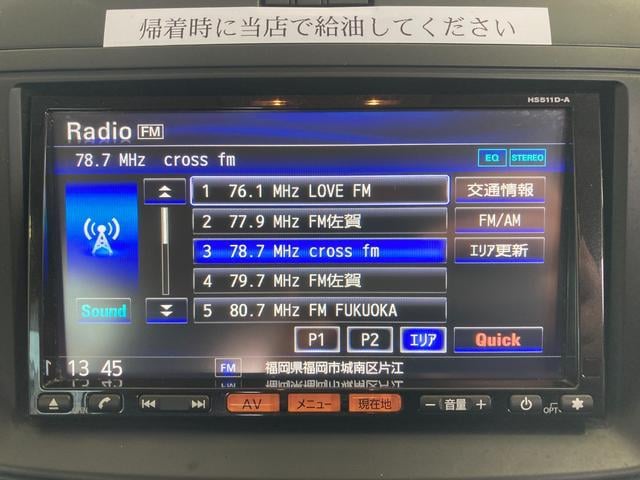 帰着時に当店で給油してください
HS511D-A
Radio FM
78.7 MHz cross fm
EQ STEREO
1 76.1 MHz LOVE FM
2 77.9 MHz FM佐賀
3 78.7 MHz cross fm
4 79.7 MHz FM佐賀
5 80.7 MHz FM FUKUOKA
交通情報
FM/AM
エリア更新
Sound
P1 P2 エリア Quick
13 45 FM 福岡県福岡市城南区片江
AV メニュー 現在地 － 音量 ＋ OPT